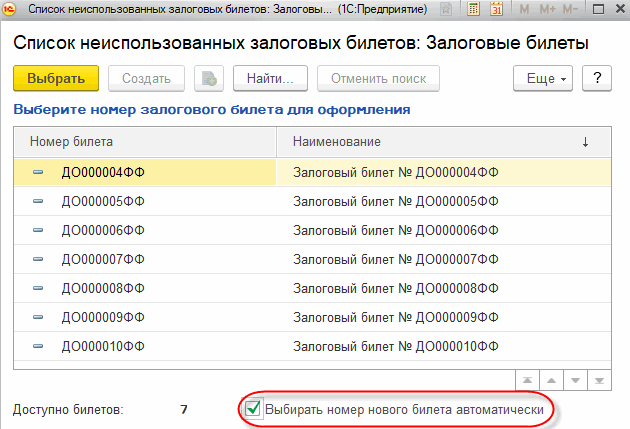 Список неиспользованных залоговых билетов: Залоговы... (1С:Предприятие) M M+ M-
Список неиспользованных залоговых билетов: Залоговые билеты
Выбрать Создать Найти... Отменить поиск Еще ?
Выберите номер залогового билета для оформления
Номер билета Наименование ↓
ДО000004ФФ Залоговый билет № ДО000004ФФ
ДО000005ФФ Залоговый билет № ДО000005ФФ
ДО000006ФФ Залоговый билет № ДО000006ФФ
ДО000007ФФ Залоговый билет № ДО000007ФФ
ДО000008ФФ Залоговый билет № ДО000008ФФ
ДО000009ФФ Залоговый билет № ДО000009ФФ
ДО000010ФФ Залоговый билет № ДО000010ФФ
Доступно билетов: 7 Выбирать номер нового билета автоматически